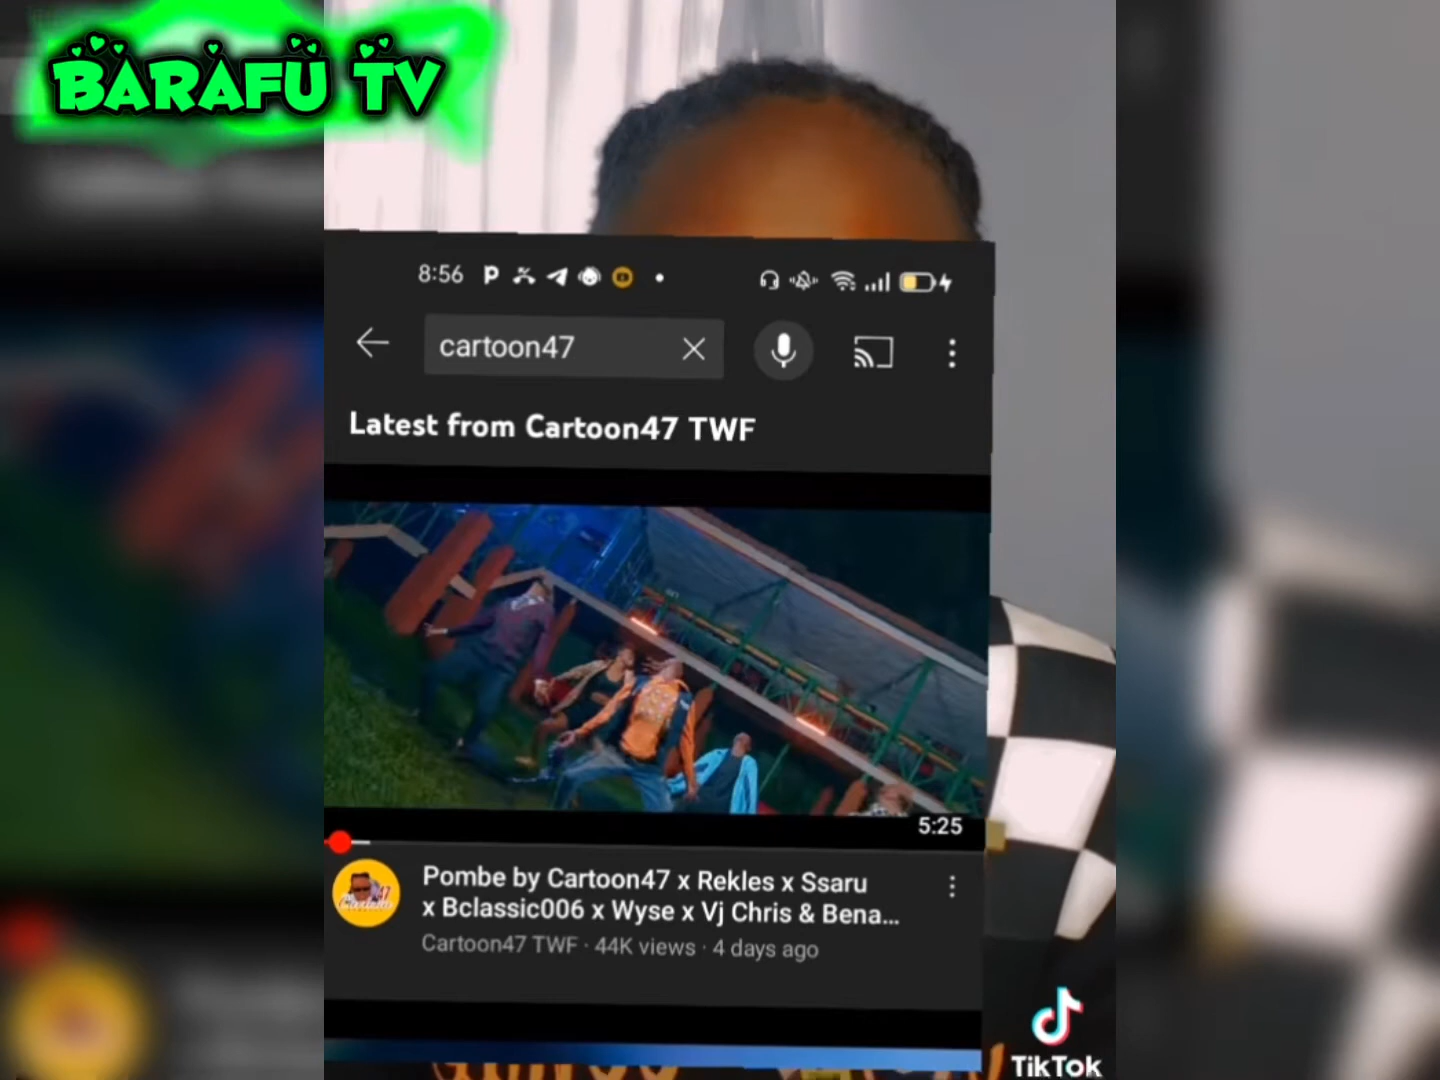 BARAFU TV
8:56
cartoon47
Latest from Cartoon47 TWF
5:25
Pombe by Cartoon47 x Rekles x Ssaru
x Bclassic006 x Wyse x Vj Chris & Bena...
Cartoon47 TWF · 44K views · 4 days ago
TikTok